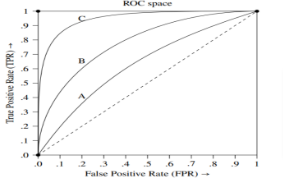 ROC space
1
.9
.8
.7
.6
.5
.4
.3
.2
.1
.0
True Positive Rate (TPR) →
C
B
A
.0 .1 .2 .3 .4 .5 .6 .7 .8 .9 1
False Positive Rate (FPR) →